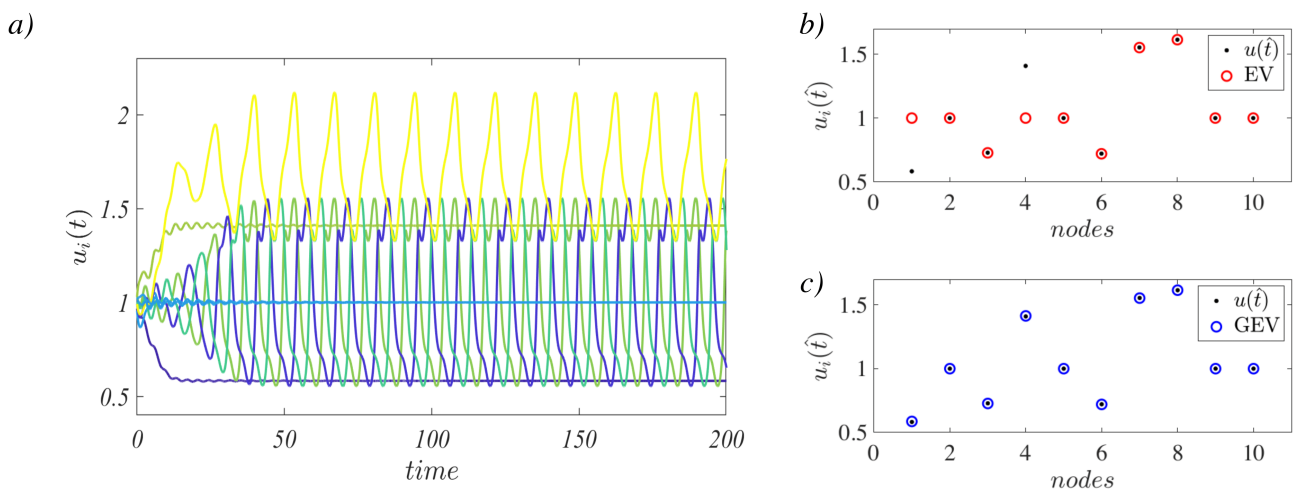 a)
u_i(t)
2
1.5
1
0.5
0 50 100 150 200
time
b)
u_i(t̂)
1.5
1
0.5
u(t̂)
EV
0 2 4 6 8 10
nodes
c)
u_i(t̂)
1.5
1
0.5
u(t̂)
GEV
0 2 4 6 8 10
nodes